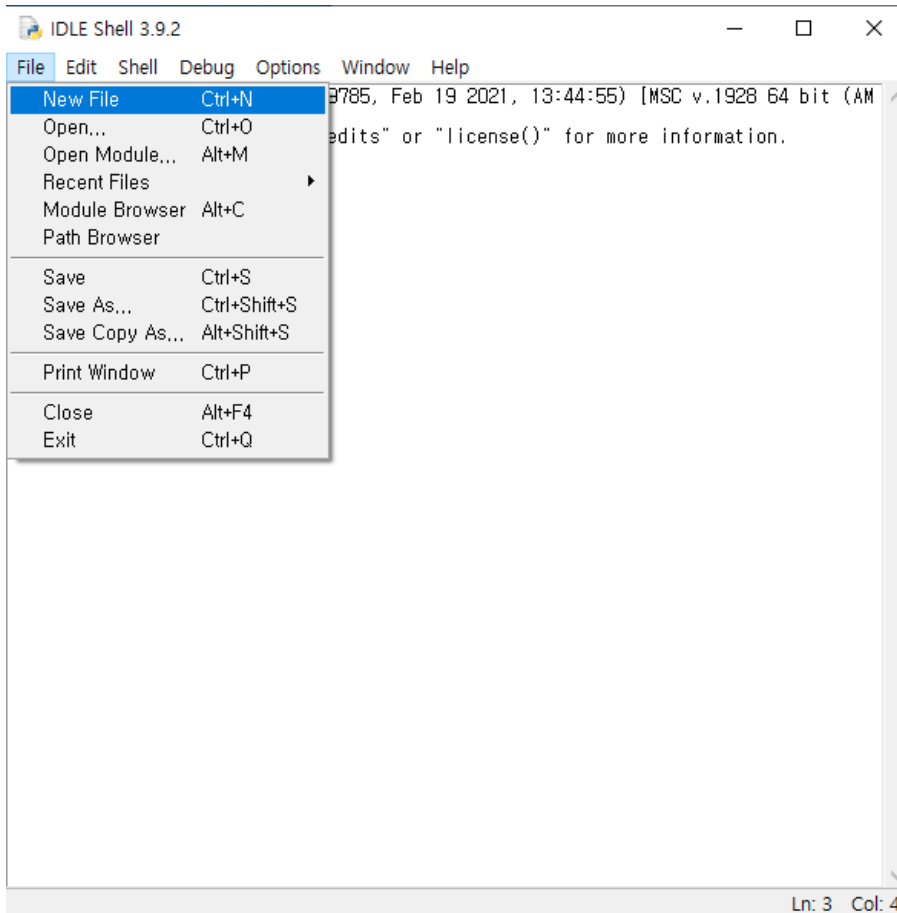 IDLE Shell 3.9.2
File Edit Shell Debug Options Window Help
9785, Feb 19 2021, 13:44:55) [MSC v.1928 64 bit (AM
edits" or "license()" for more information.
New File Ctrl+N
Open... Ctrl+O
Open Module... Alt+M
Recent Files
Module Browser Alt+C
Path Browser
Save Ctrl+S
Save As... Ctrl+Shift+S
Save Copy As... Alt+Shift+S
Print Window Ctrl+P
Close Alt+F4
Exit Ctrl+Q
Ln: 3 Col: 4